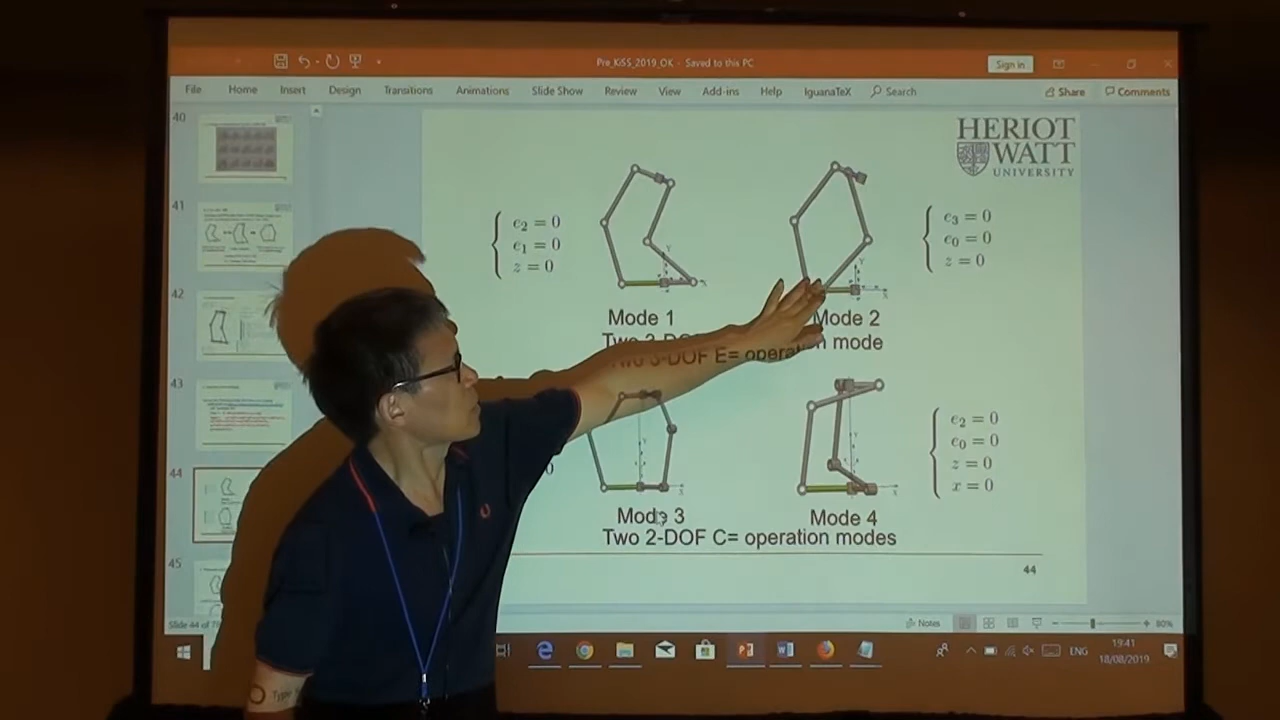 Pre_KiSS_2019_OK - Saved to this PC
Sign in
File Home Insert Design Transitions Animations Slide Show Review View Add-ins Help IguanaTeX Search Share Comments
40
41
42
43
44
45
HERIOT
WATT
UNIVERSITY
e₂ = 0
e₁ = 0
z = 0
e₃ = 0
e₀ = 0
z = 0
Mode 1
Mode 2
Two 3-DOF E= operation mode
e₂ = 0
e₀ = 0
z = 0
x = 0
Mode 3
Mode 4
Two 2-DOF C= operation modes
44
Slide 44 of
Notes
80%
Type
ENG
19:41
18/08/2019